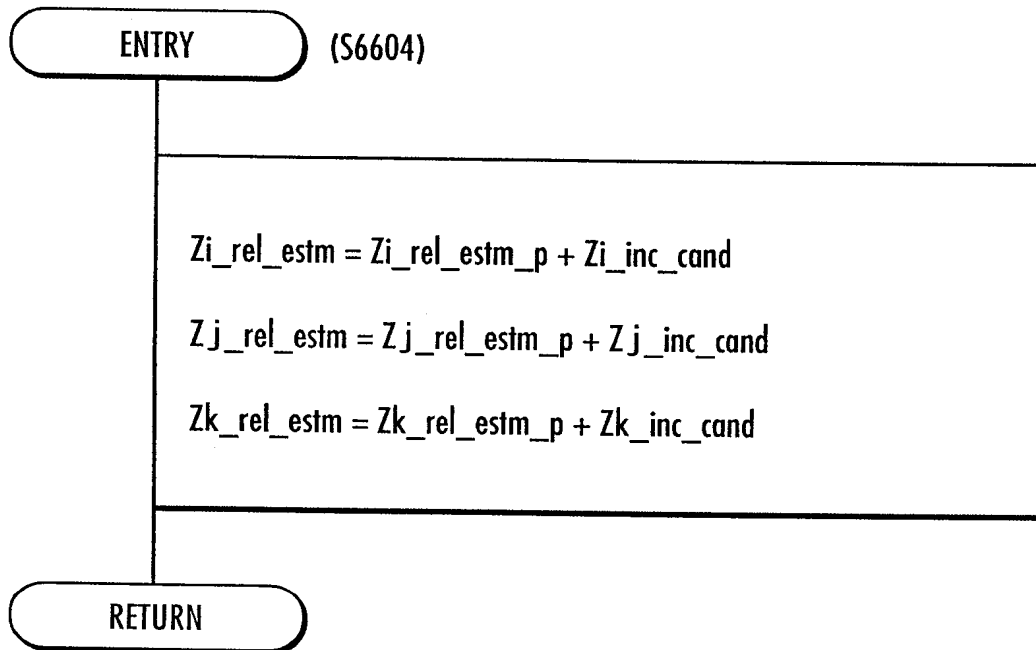 ENTRY (S6604)
Zi_rel_estm = Zi_rel_estm_p + Zi_inc_cand
Zj_rel_estm = Zj_rel_estm_p + Zj_inc_cand
Zk_rel_estm = Zk_rel_estm_p + Zk_inc_cand
RETURN